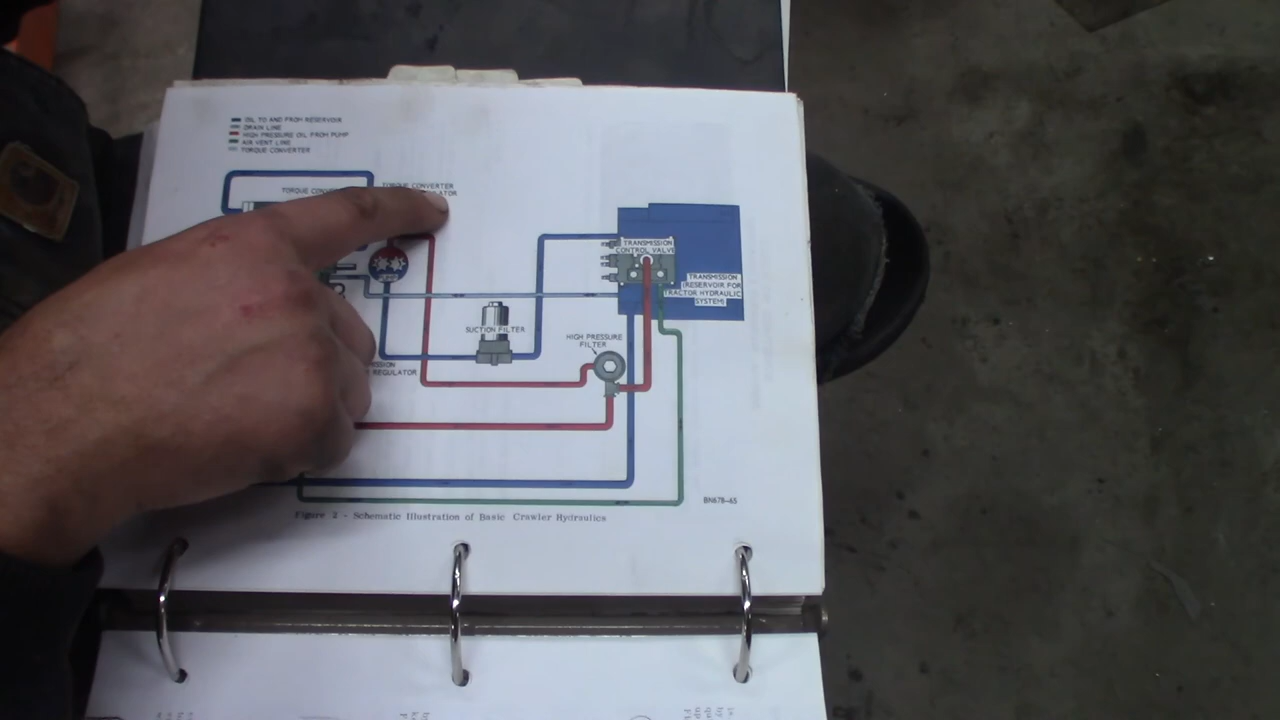 OIL TO AND FROM RESERVOIR
DRAIN LINE
HIGH PRESSURE OIL FROM PUMP
AIR VENT LINE
TORQUE CONVERTER
TORQUE
TORQUE CONVERTER
TRANSMISSION
CONTROL VALVE
TRANSMISSION
(RESERVOIR FOR
TRACTOR HYDRAULIC
SYSTEM)
SUCTION FILTER
HIGH PRESSURE
FILTER
REGULATOR
BN678-65
Figure 2 - Schematic Illustration of Basic Crawler Hydraulics